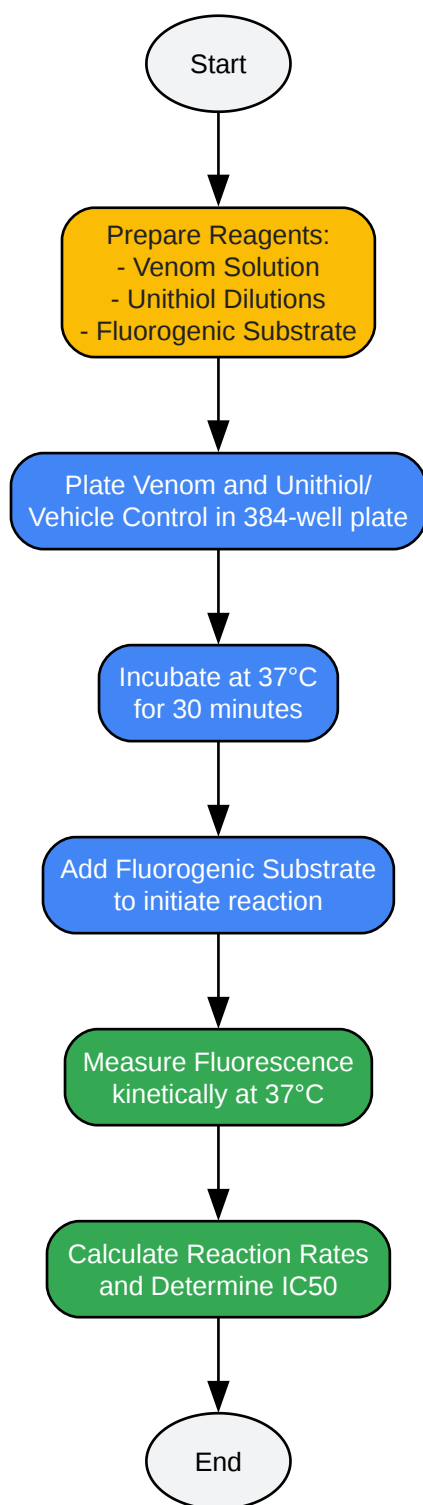 Start
Prepare Reagents:
- Venom Solution
- Unithiol Dilutions
- Fluorogenic Substrate
Plate Venom and Unithiol/
Vehicle Control in 384-well plate
Incubate at 37°C
for 30 minutes
Add Fluorogenic Substrate
to initiate reaction
Measure Fluorescence
kinetically at 37°C
Calculate Reaction Rates
and Determine IC50
End